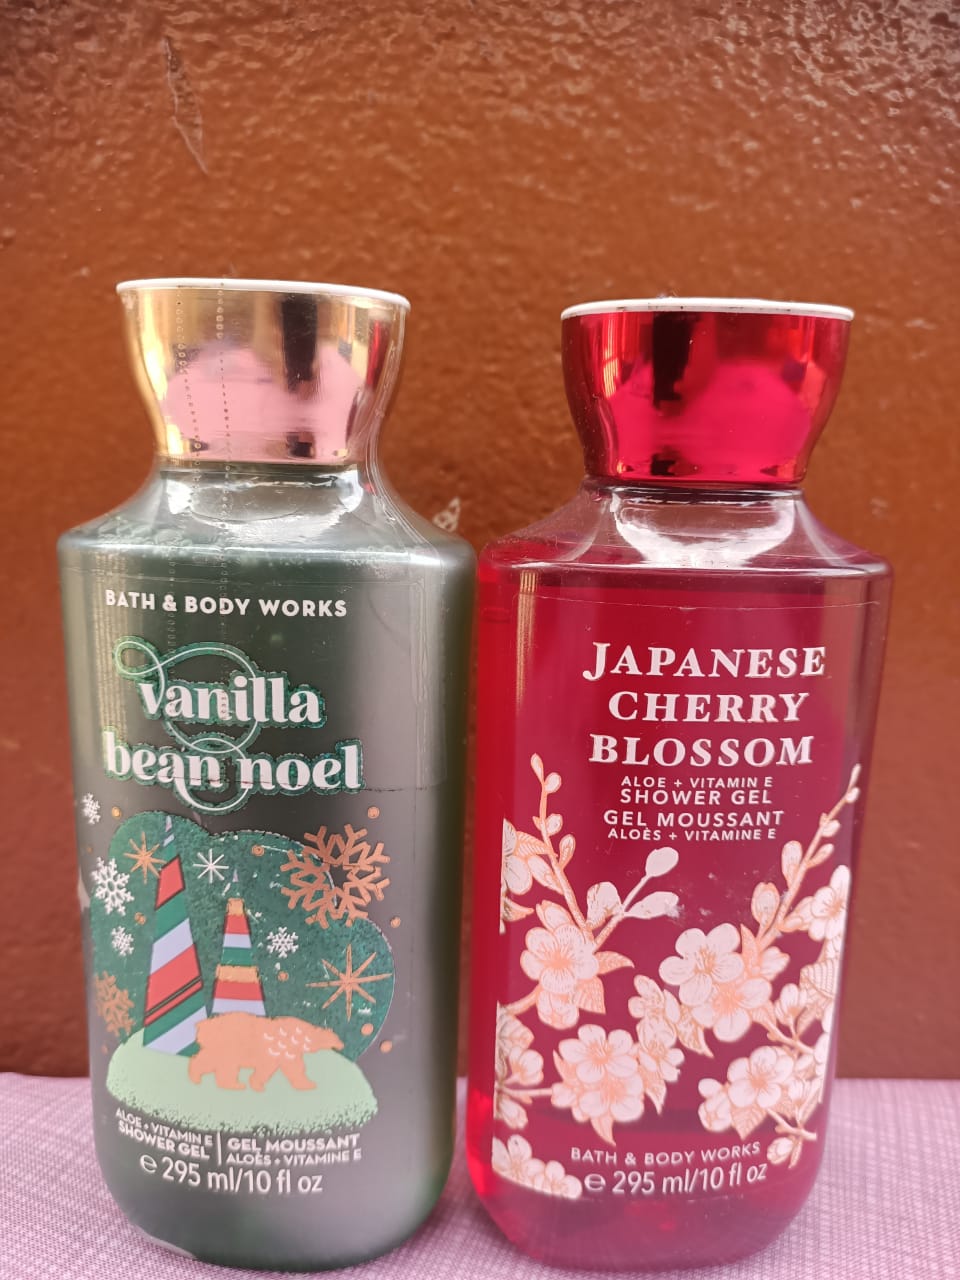 BATH & BODY WORKS
vanilla
bean noel
ALOE + VITAMIN E
SHOWER GEL
GEL MOUSSANT
ALOÈS + VITAMINE E
e 295 ml/10 fl oz
JAPANESE
CHERRY
BLOSSOM
ALOE + VITAMIN E
SHOWER GEL
GEL MOUSSANT
ALOÈS + VITAMINE E
BATH & BODY WORKS
e 295 ml/10 fl oz